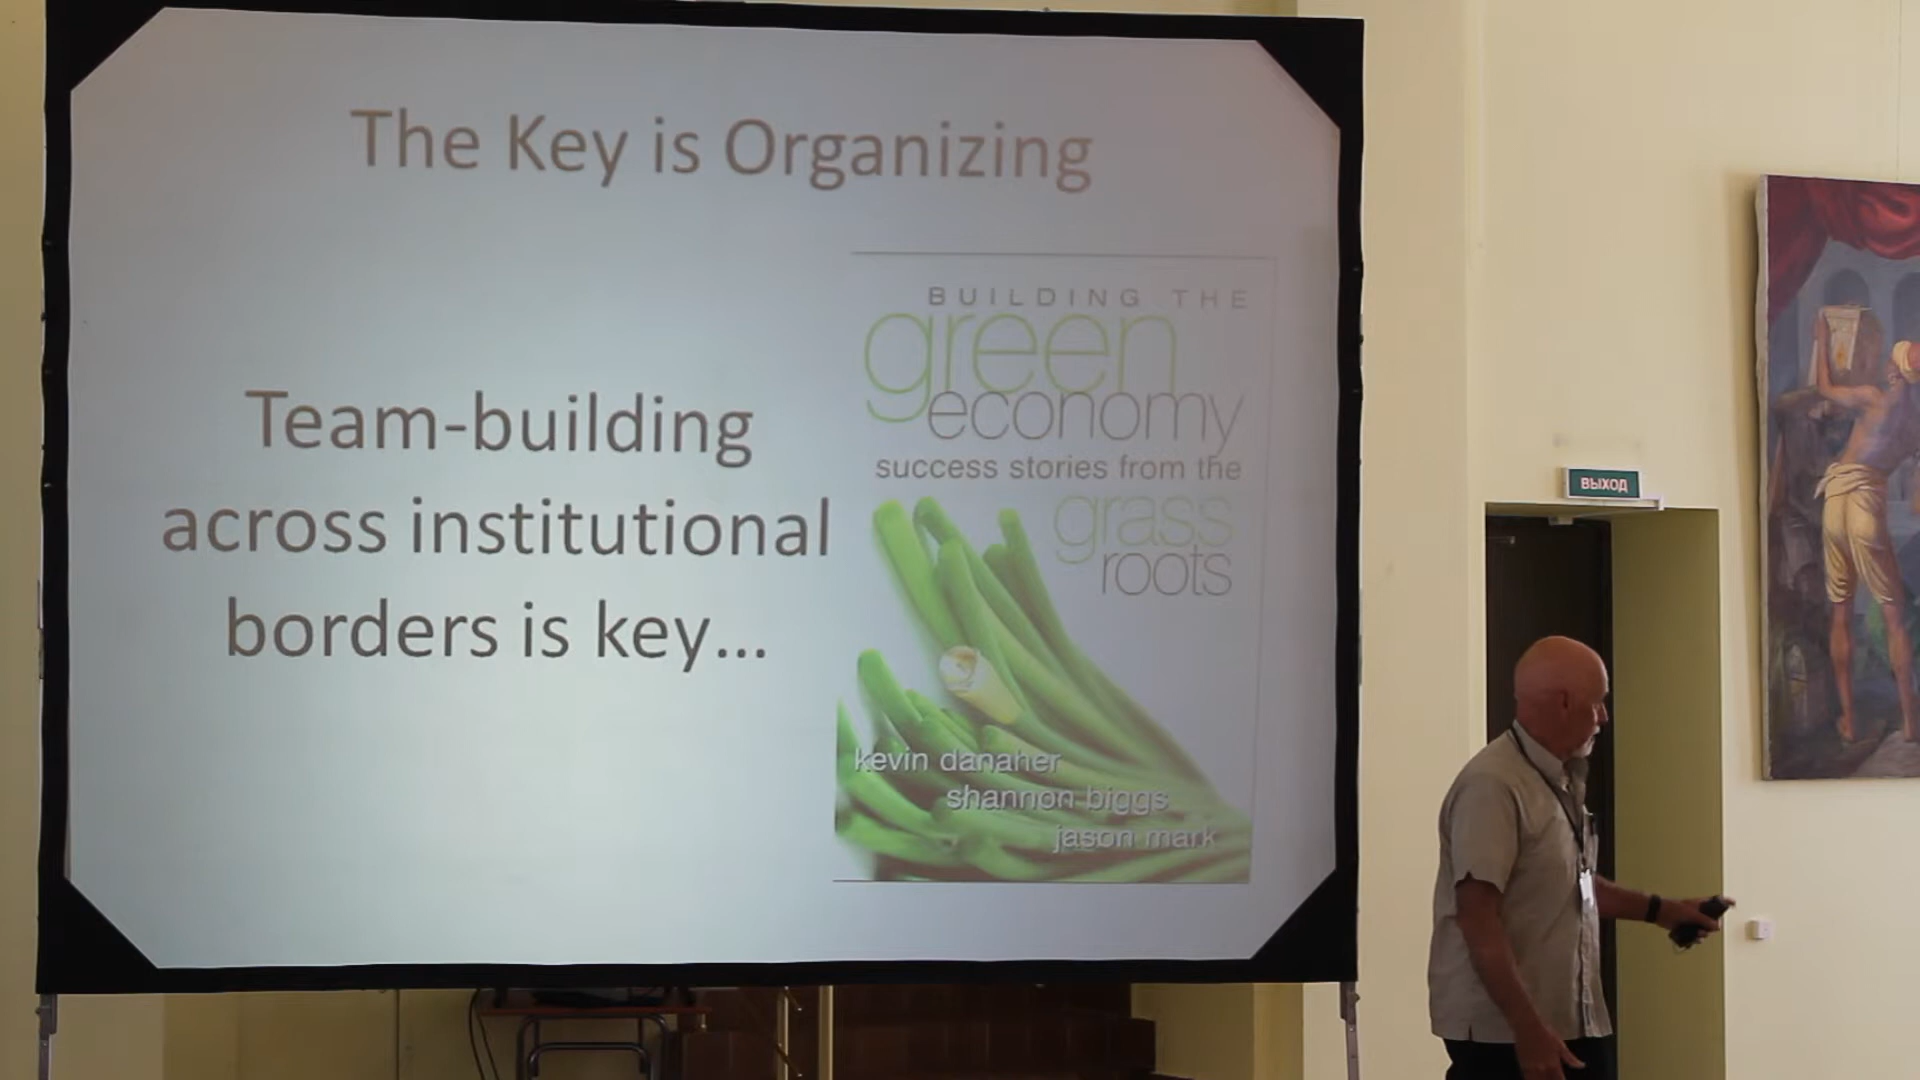 The Key is Organizing
Team-building
across institutional
borders is key...
BUILDING THE
green
economy
success stories from the
grass
roots
kevin danaher
shannon biggs
jason mark
ВЫХОД